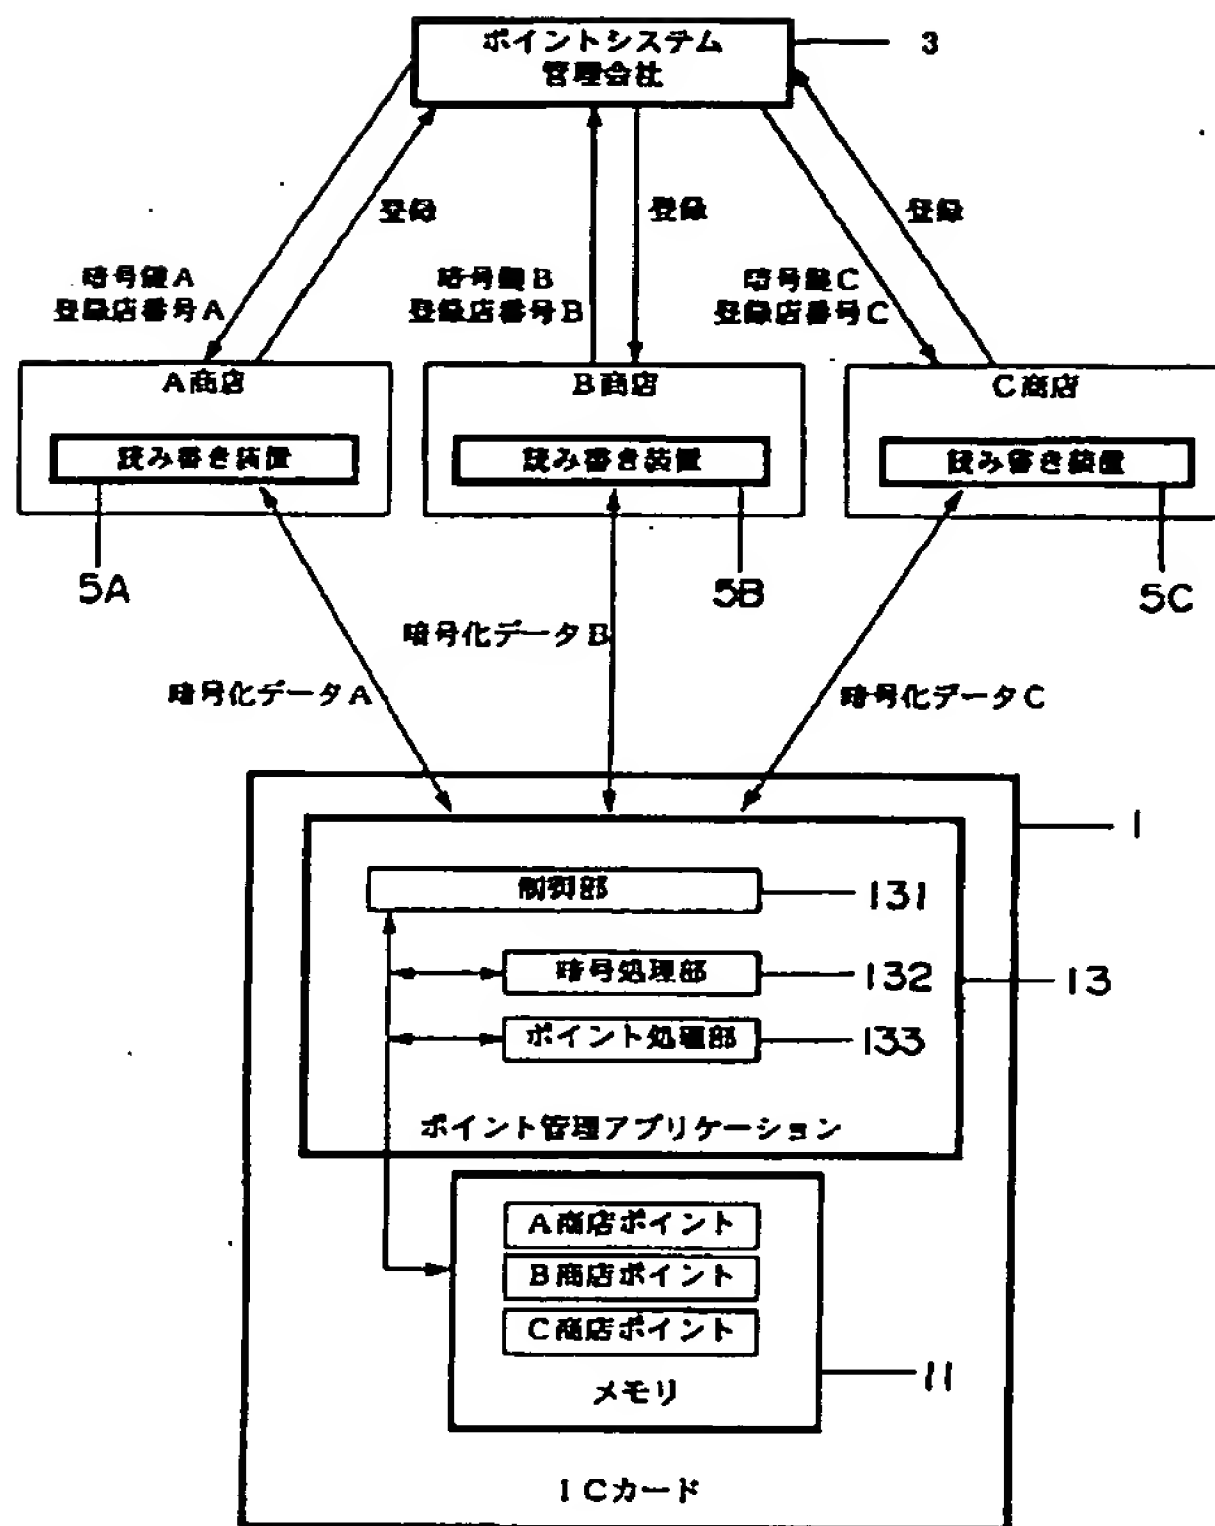 ポイントシステム
管理会社
3
登録
登録
登録
暗号鍵A
登録店番号A
暗号鍵B
登録店番号B
暗号鍵C
登録店番号C
A商店
B商店
C商店
読み書き装置
読み書き装置
読み書き装置
5A
5B
5C
暗号化データB
暗号化データA
暗号化データC
1
制御部
131
暗号処理部
132
13
ポイント処理部
133
ポイント管理アプリケーション
A商店ポイント
B商店ポイント
C商店ポイント
11
メモリ
ICカード